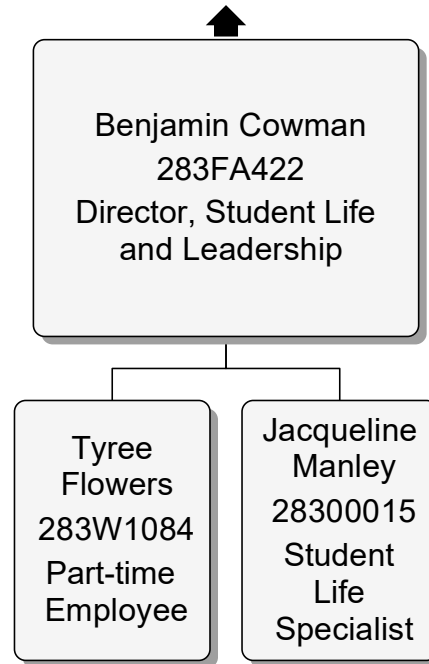 Benjamin Cowman
283FA422
Director, Student Life
and Leadership
Tyree
Flowers
283W1084
Part-time
Employee
Jacqueline
Manley
28300015
Student
Life
Specialist